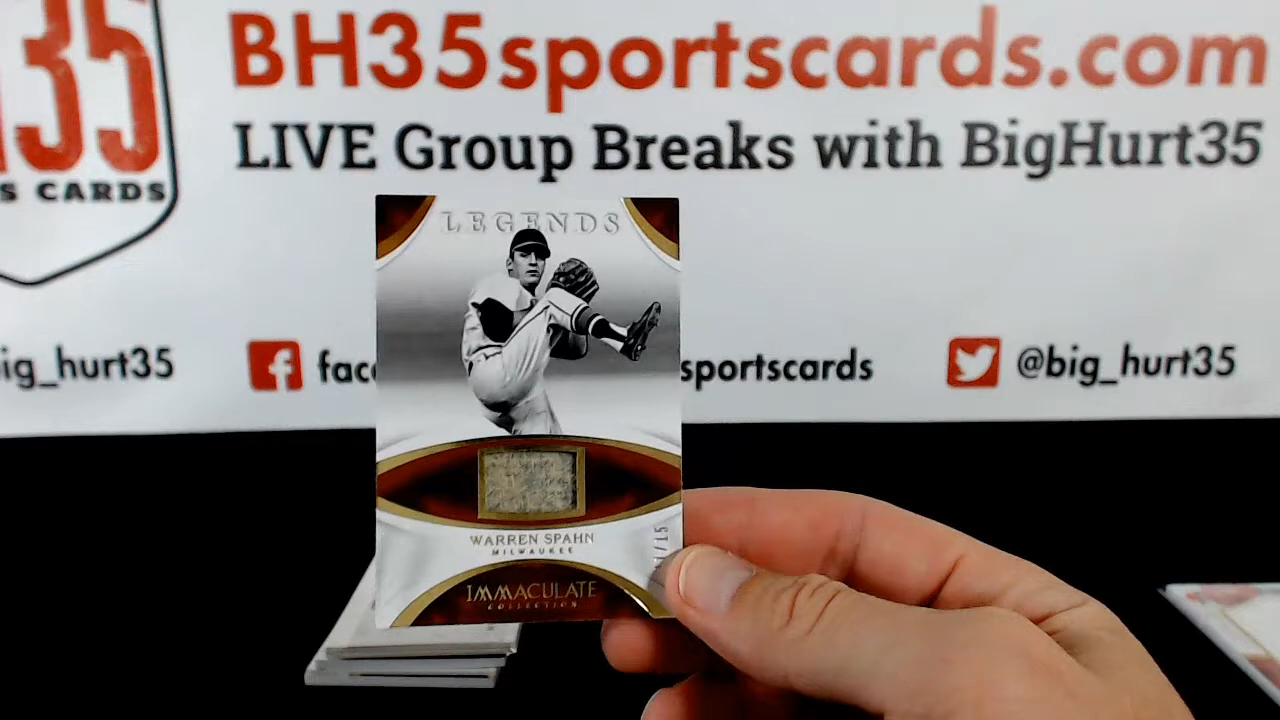 35
S CARDS
BH35sportscards.com
LIVE Group Breaks with BigHurt35
ig_hurt35
f
sportscards
@big_hurt35
LEGENDS
WARREN SPAHN
MILWAUKEE
/15
IMMACULATE
COLLECTION